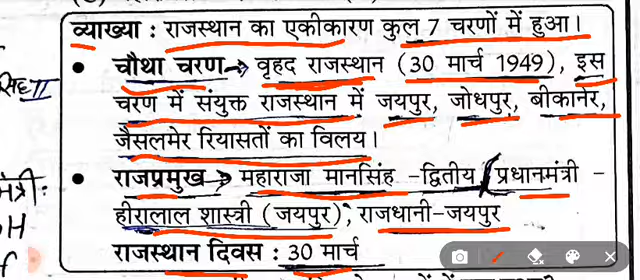 व्याख्या : राजस्थान का एकीकारण कुल 7 चरणों में हुआ।
• चौथा चरण → वृहद राजस्थान (30 मार्च 1949), इस
चरण में संयुक्त राजस्थान में जयपुर, जोधपुर, बीकानेर,
जैसलमेर रियासतों का विलय।
• राजप्रमुख → महाराजा मानसिंह -द्वितीय (प्रधानमंत्री -
हीरालाल शास्त्री (जयपुर), राजधानी-जयपुर
राजस्थान दिवस : 30 मार्च